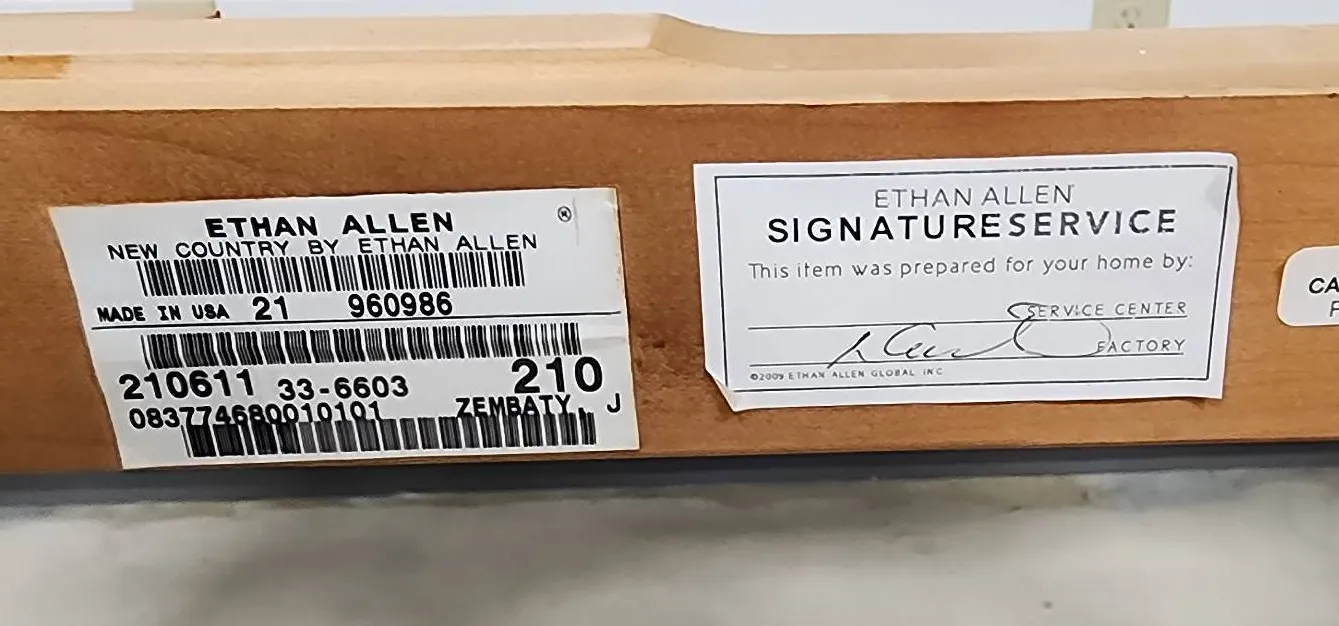 ETHAN ALLEN ®
NEW COUNTRY BY ETHAN ALLEN
MADE IN USA 21 960986
210611 33-6603 210
083774680010101 ZEMBATY, J
ETHAN ALLEN
SIGNATURESERVICE
This item was prepared for your home by:
SERVICE CENTER
FACTORY
©2009 ETHAN ALLEN GLOBAL INC
CA
F